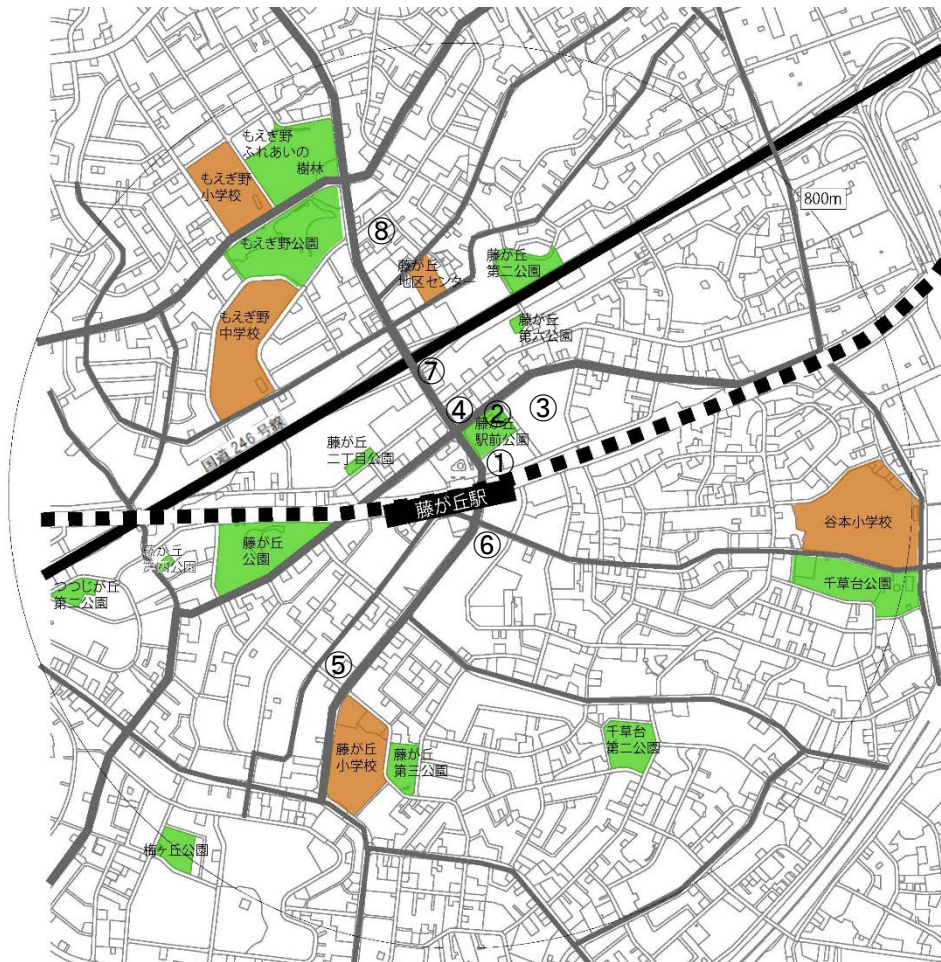 もえぎ野
ふれあいの
樹林
もえぎ野
小学校
800m
⑧
もえぎ野公園
藤が丘
地区センター
藤が丘
第二公園
もえぎ野
中学校
藤が丘
第六公園
⑦
④
②
③
藤が丘
駅前公園
国道246号線
藤が丘
二丁目公園
①
藤が丘駅
谷本小学校
⑥
藤が丘
公園
藤が丘
つつじが丘
第二公園
千草台公園
⑤
藤が丘
小学校
藤が丘
第三公園
千草台
第二公園
梅ヶ丘公園